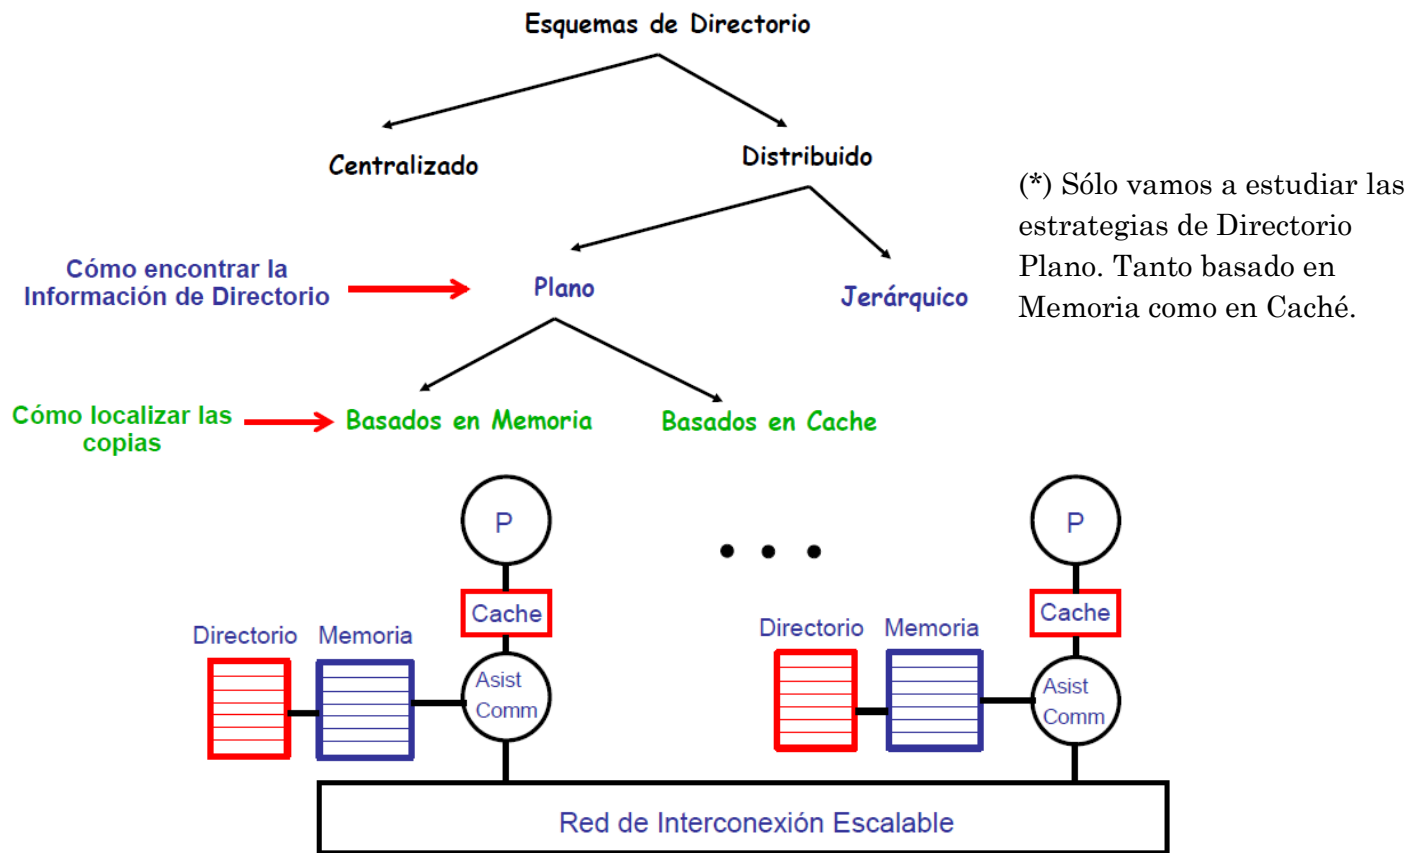 Esquemas de Directorio
Centralizado
Distribuido
(*) Sólo vamos a estudiar las
estrategias de Directorio
Plano. Tanto basado en
Memoria como en Caché.
Cómo encontrar la
Información de Directorio
Plano
Jerárquico
Cómo localizar las
copias
Basados en Memoria
Basados en Cache
P
P
Cache
Cache
Directorio
Memoria
Directorio
Memoria
Asist
Comm
Asist
Comm
Red de Interconexión Escalable